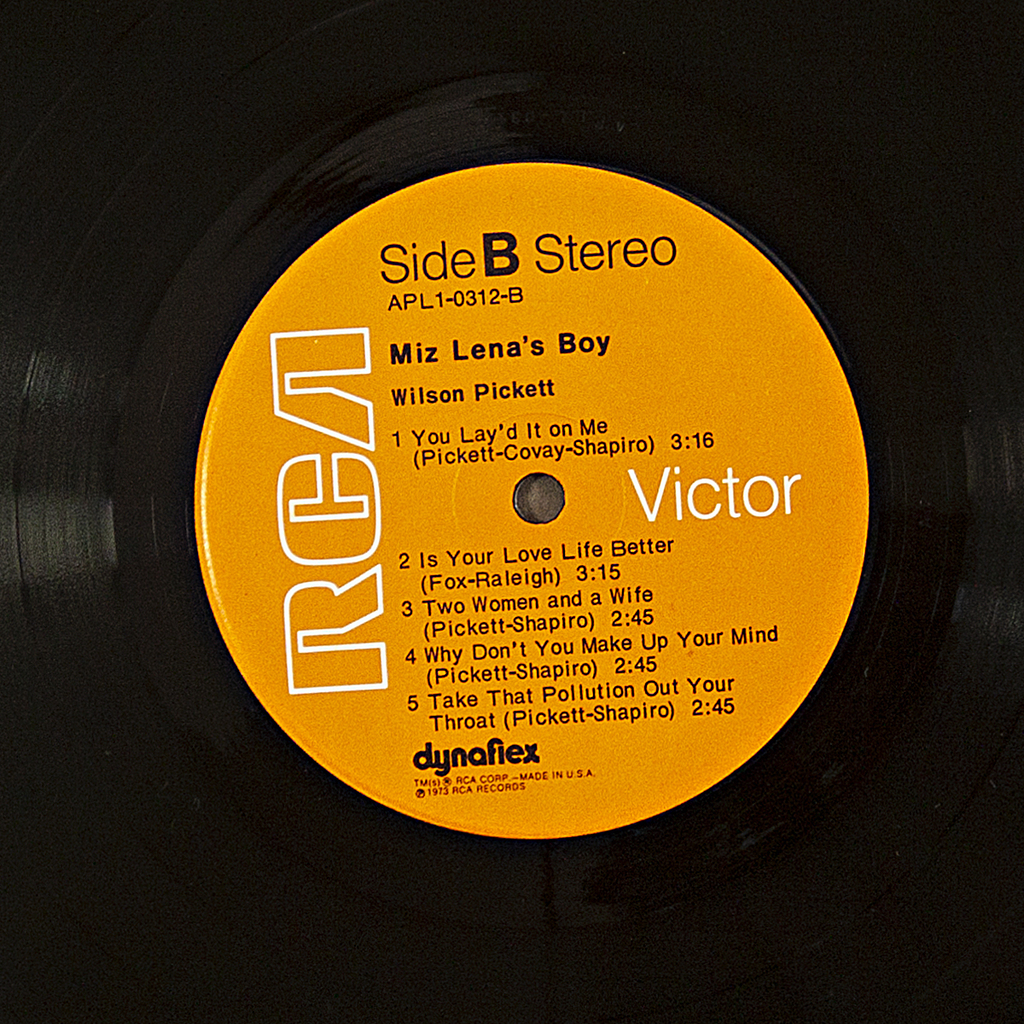 Side B Stereo
APL1-0312-B
Miz Lena's Boy
Wilson Pickett
1 You Lay'd It on Me
(Pickett-Covay-Shapiro) 3:16
RCA
Victor
2 Is Your Love Life Better
(Fox-Raleigh) 3:15
3 Two Women and a Wife
(Pickett-Shapiro) 2:45
4 Why Don't You Make Up Your Mind
(Pickett-Shapiro) 2:45
5 Take That Pollution Out Your
Throat (Pickett-Shapiro) 2:45
dynaflex
TM(s) ® RCA CORP.—MADE IN U.S.A.
℗ 1973 RCA RECORDS